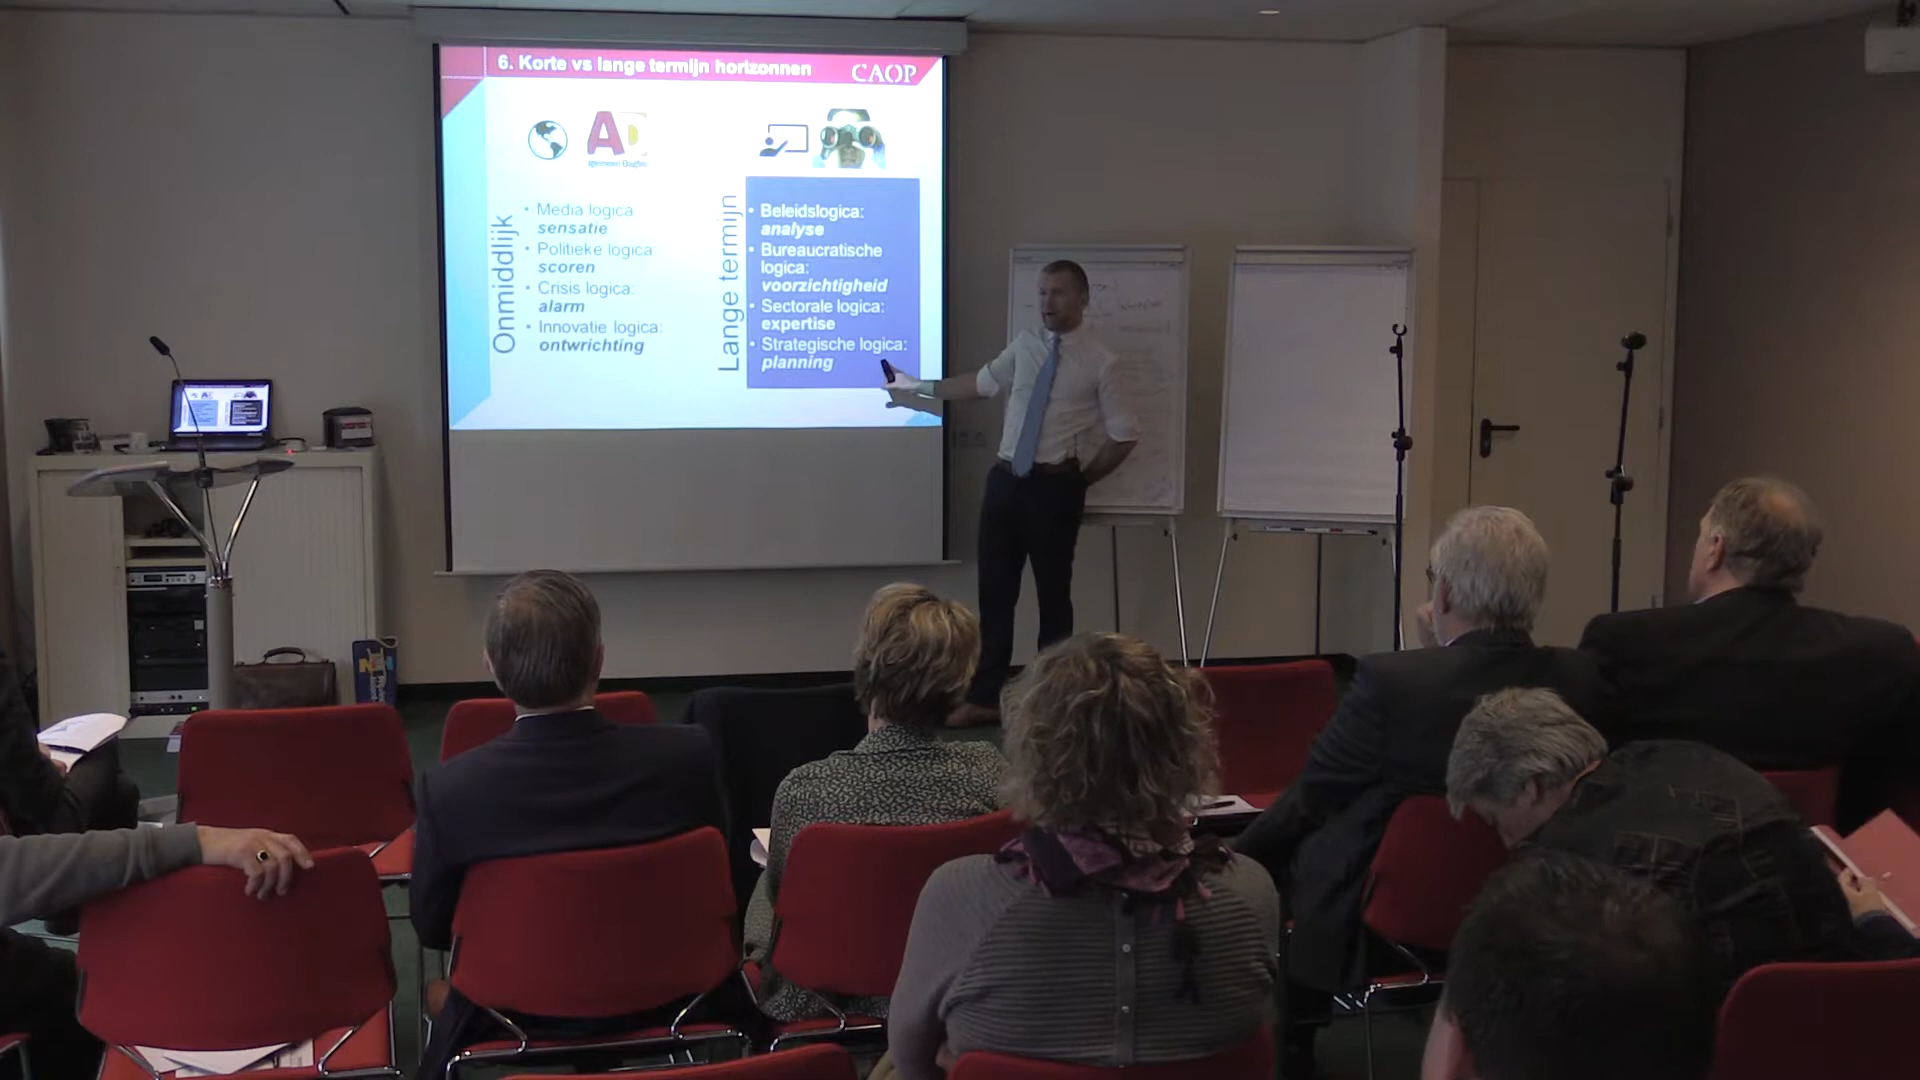 6. Korte vs lange termijn horizonnen
CAOP
AD
Onmiddlijk
• Media logica
sensatie
• Politieke logica
scoren
• Crisis logica:
alarm
• Innovatie logica:
ontwrichting
Lange termijn
• Beleidslogica:
analyse
• Bureaucratische
logica:
voorzichtigheid
• Sectorale logica:
expertise
• Strategische logica:
planning